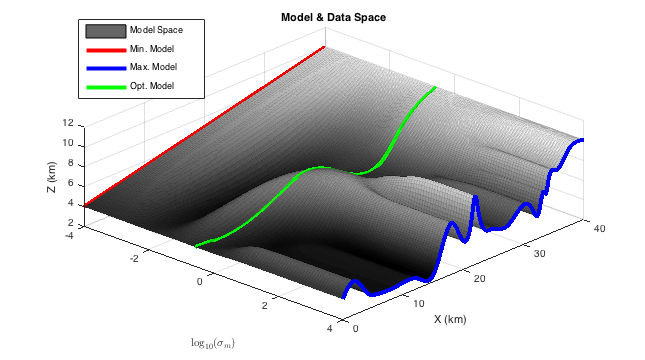 Model & Data Space
Model Space
Min. Model
Max. Model
Opt. Model
12
10
8
6
4
2
Z (km)
-4
-2
0
2
4
log10(σm)
0
10
20
30
40
X (km)